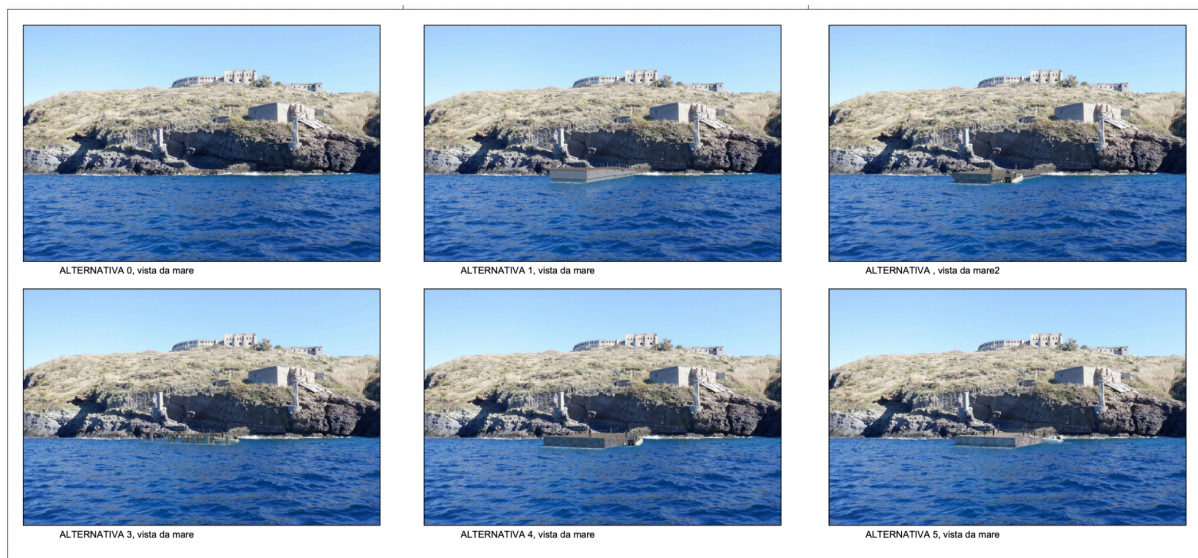 ALTERNATIVA 0, vista da mare
ALTERNATIVA 1, vista da mare
ALTERNATIVA , vista da mare2
ALTERNATIVA 3, vista da mare
ALTERNATIVA 4, vista da mare
ALTERNATIVA 5, vista da mare